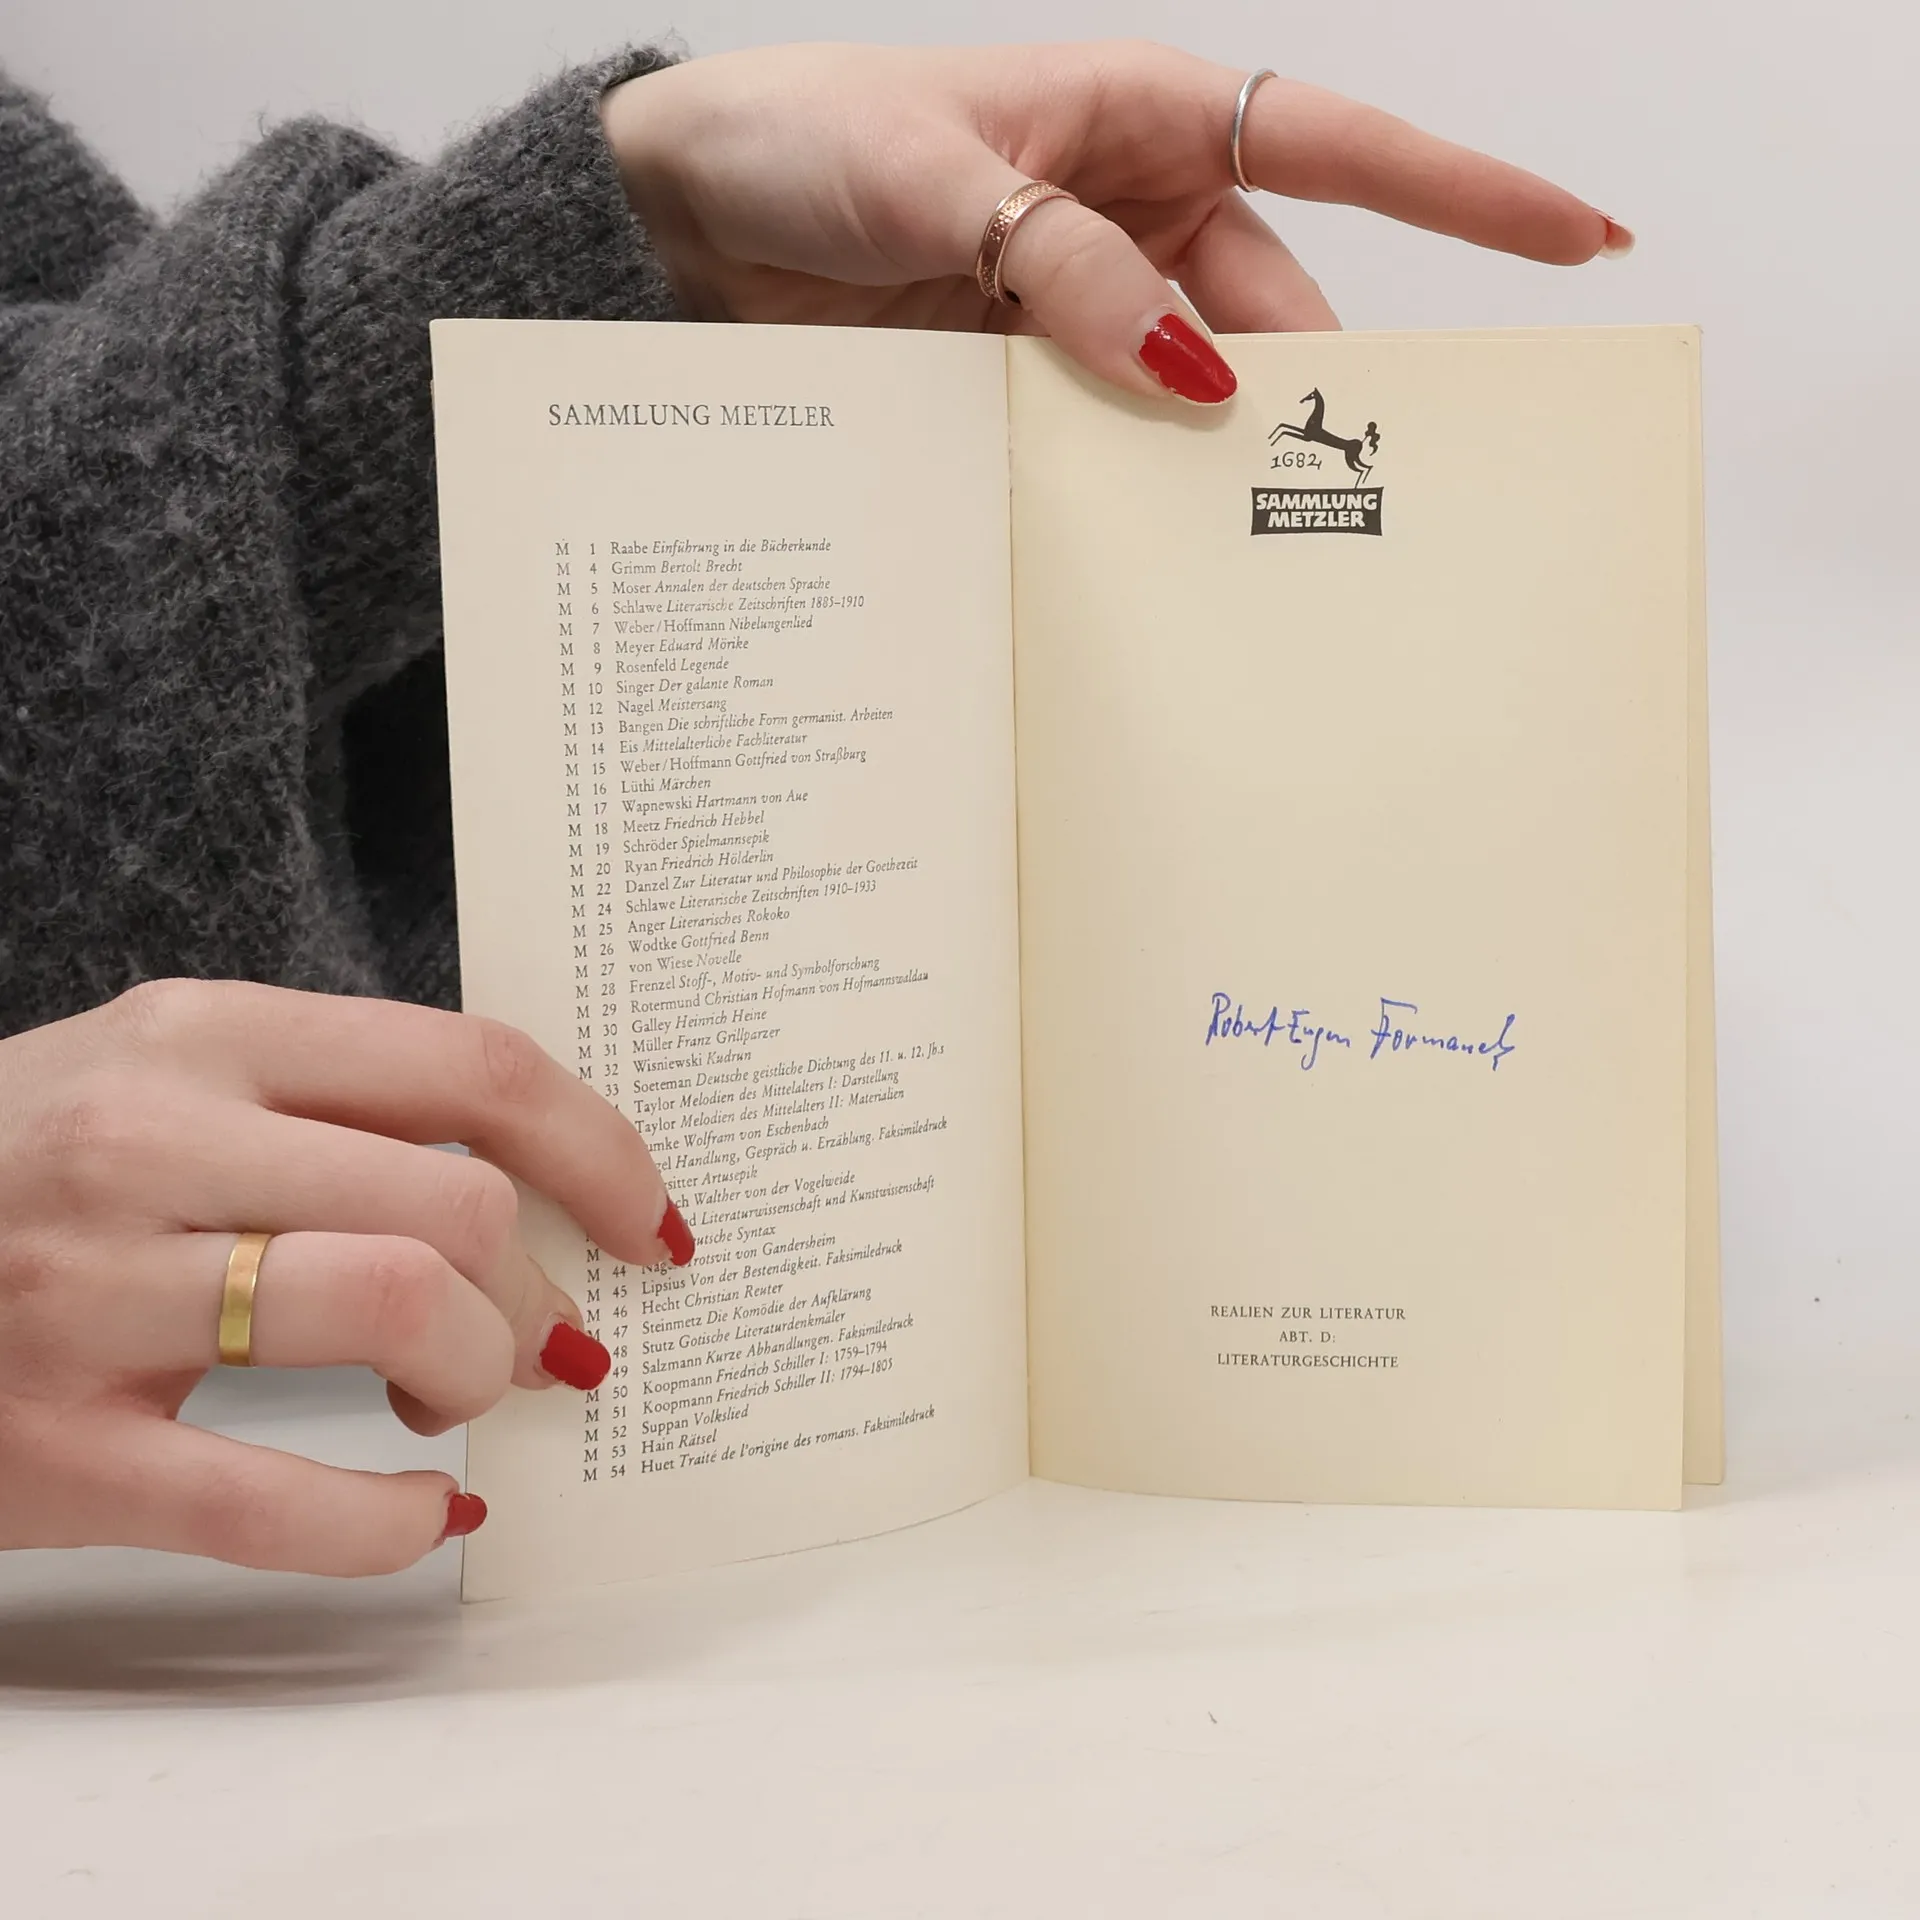 SAMMLUNG METZLER
M 1 Raabe Einführung in die Bücherkunde
M 4 Grimm Bertolt Brecht
M 5 Moser Annalen der deutschen Sprache
M 6 Schlawe Literarische Zeitschriften 1885–1910
M 7 Weber/Hoffmann Nibelungenlied
M 8 Meyer Eduard Mörike
M 9 Rosenfeld Legende
M 10 Singer Der galante Roman
M 12 Nagel Meistersang
M 13 Bangen Die schriftliche Form germanist. Arbeiten
M 14 Eis Mittelalterliche Fachliteratur
M 15 Weber/Hoffmann Gottfried von Straßburg
M 16 Lüthi Märchen
M 17 Wapnewski Hartmann von Aue
M 18 Meetz Friedrich Hebbel
M 19 Schröder Spielmannsepik
M 20 Ryan Friedrich Hölderlin
M 22 Danzel Zur Literatur und Philosophie der Goethezeit
M 24 Schlawe Literarische Zeitschriften 1910–1933
M 25 Anger Literarisches Rokoko
M 26 Wodtke Gottfried Benn
M 27 von Wiese Novelle
M 28 Frenzel Stoff-, Motiv- und Symbolforschung
M 29 Rotermund Christian Hofmann von Hofmannswaldau
M 30 Galley Heinrich Heine
M 31 Müller Franz Grillparzer
M 32 Wisniewski Kudrun
33 Soeteman Deutsche geistliche Dichtung des 11. u. 12. Jh.s
Taylor Melodien des Mittelalters I: Darstellung
Taylor Melodien des Mittelalters II: Materialien
Wolfram von Eschenbach
Handlung, Gespräch u. Erzählung. Faksimiledruck
Artusepik
Walther von der Vogelweide
Literaturwissenschaft und Kunstwissenschaft
Syntax
M 44 von Gandersheim
M 45 Lipsius Von der Bestendigkeit. Faksimiledruck
M 46 Hecht Christian Reuter
M 47 Steinmetz Die Komödie der Aufklärung
48 Stutz Gotische Literaturdenkmäler
49 Salzmann Kurze Abhandlungen. Faksimiledruck
M 50 Koopmann Friedrich Schiller I: 1759–1794
M 51 Koopmann Friedrich Schiller II: 1794–1805
M 52 Suppan Volkslied
M 53 Hain Rätsel
M 54 Huet Traité de l'origine des romans. Faksimiledruck
1682
SAMMLUNG
METZLER
Robert Eugen Formanek
REALIEN ZUR LITERATUR
ABT. D:
LITERATURGESCHICHTE